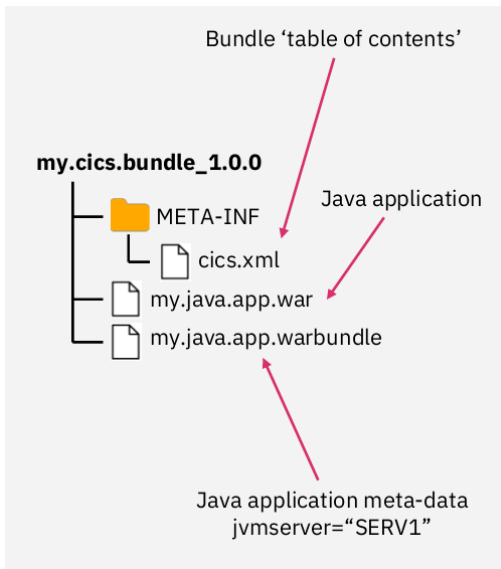 Bundle ‘table of contents’
my.cics.bundle_1.0.0
Java application
META-INF
cics.xml
my.java.app.war
my.java.app.warbundle
Java application meta-data
jvmserver=“SERV1”